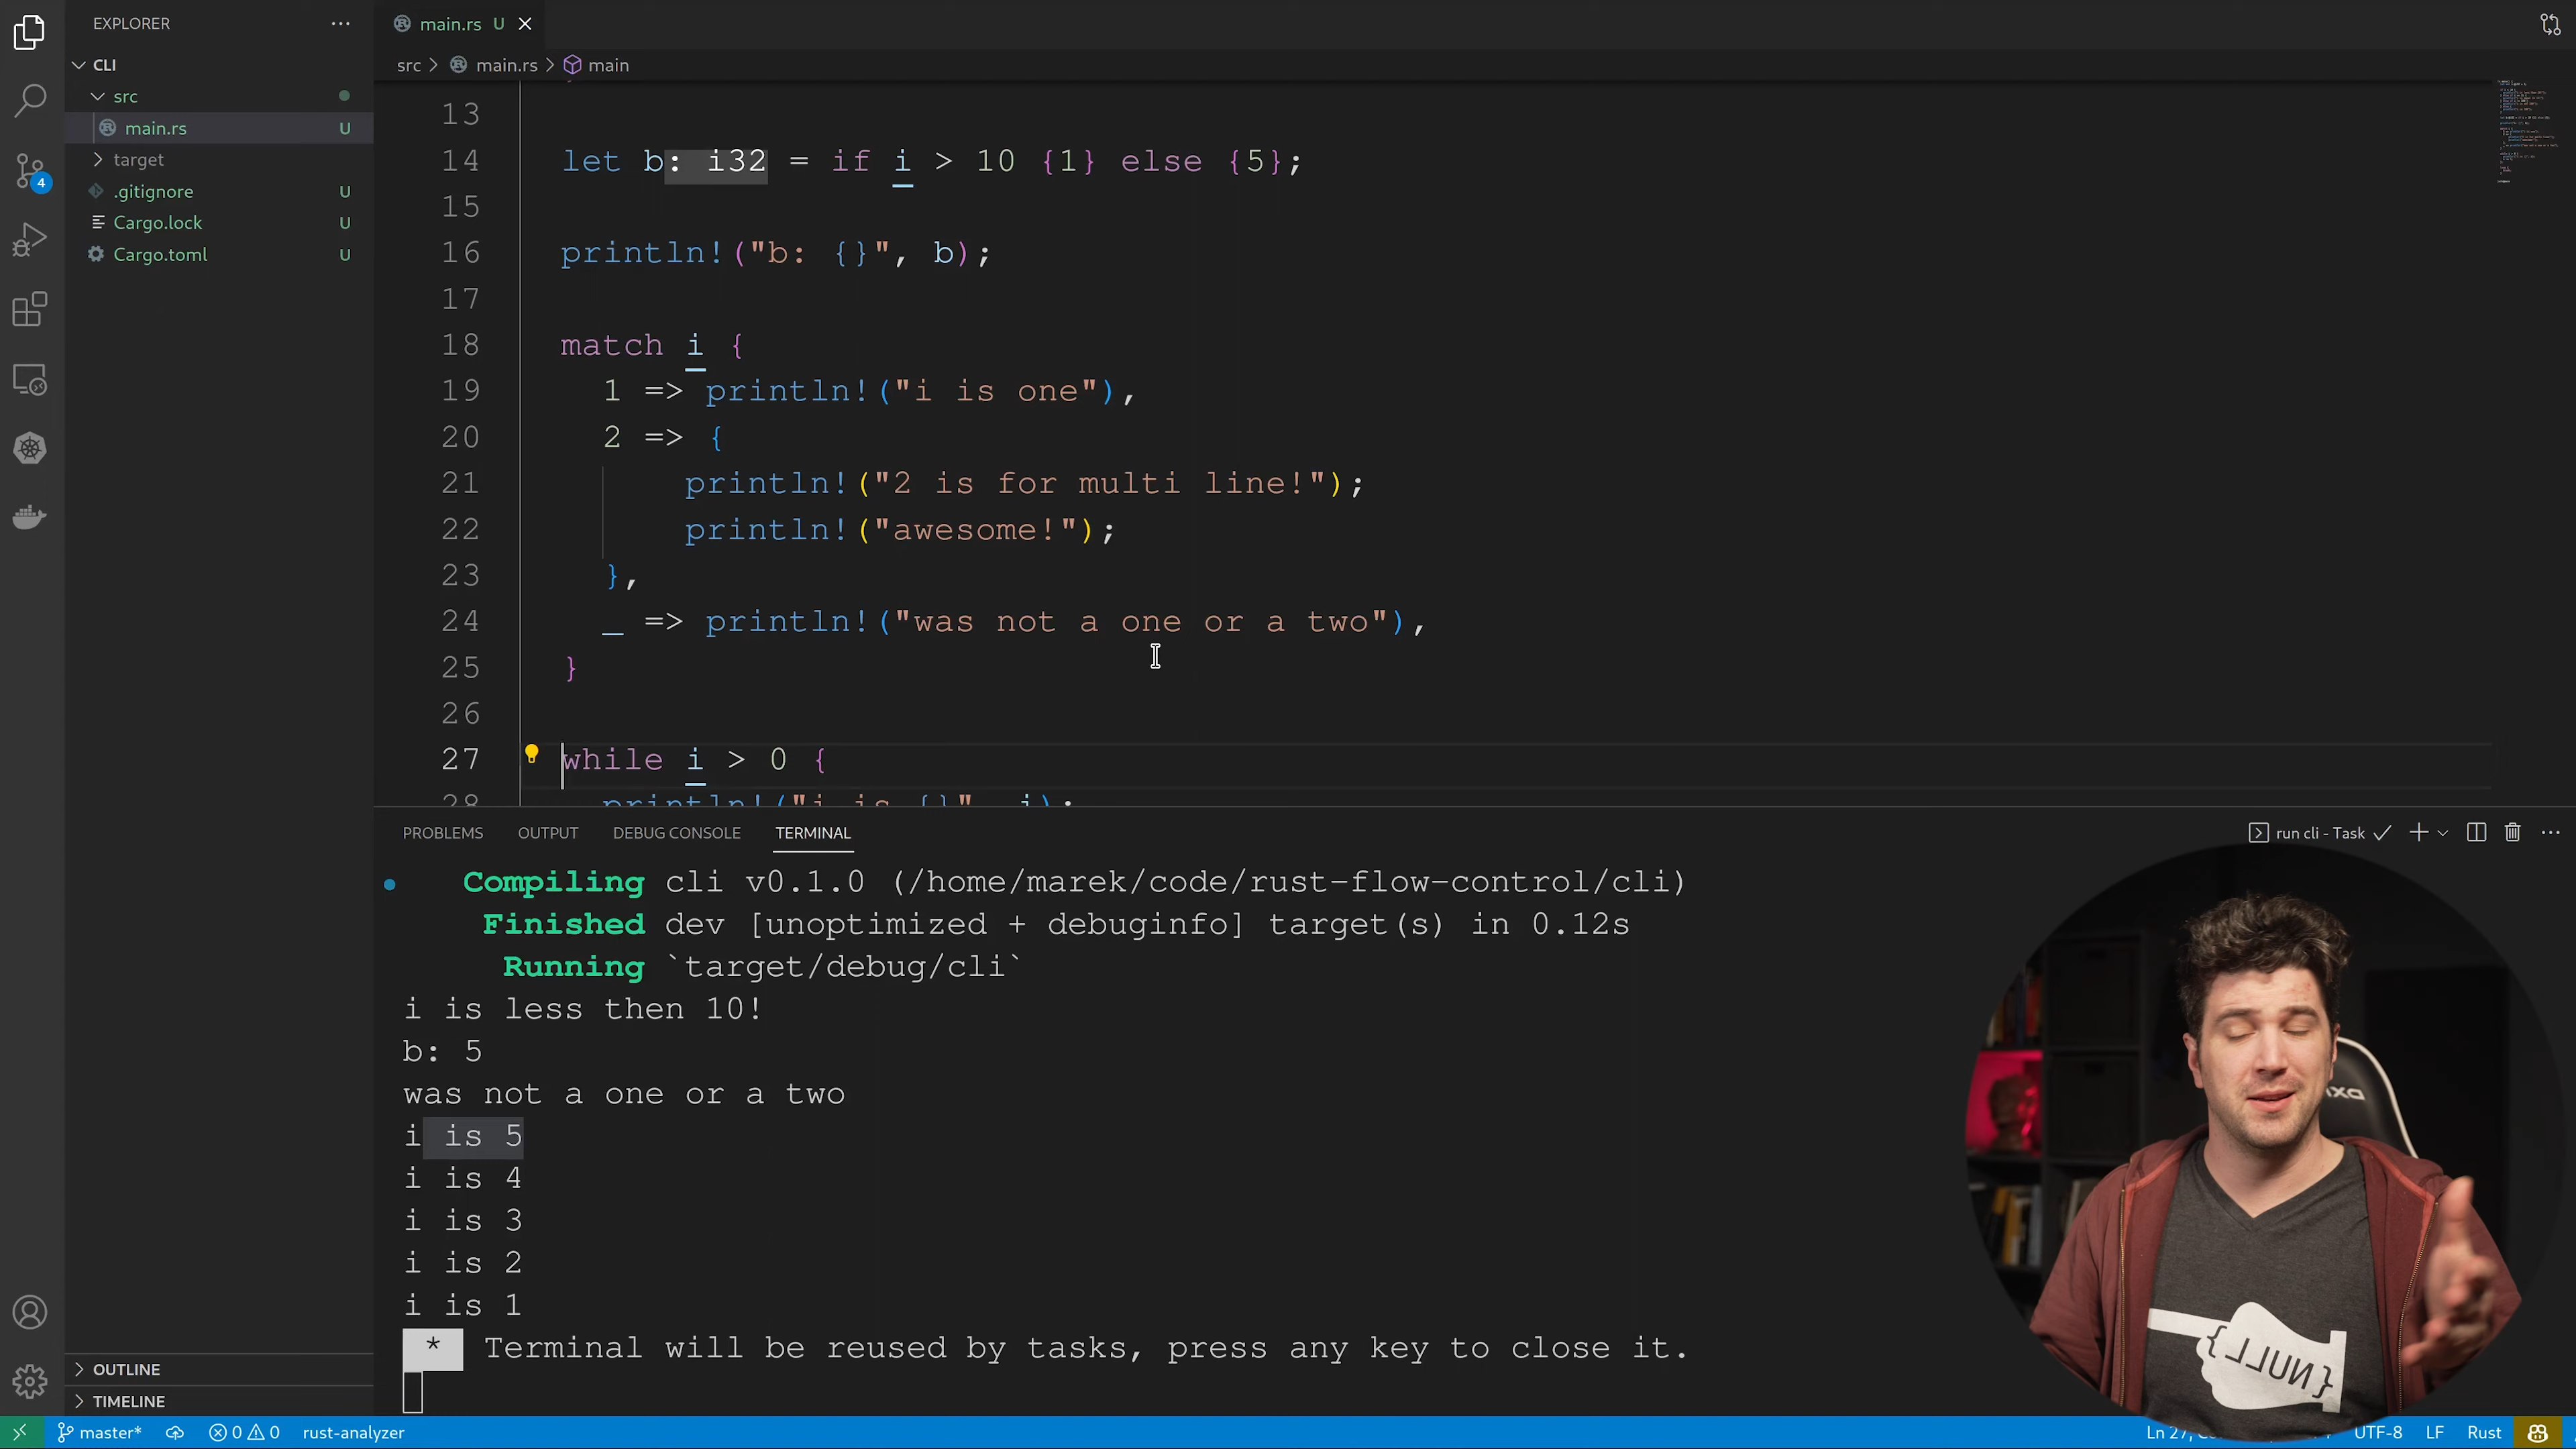 EXPLORER
CLI
src
main.rs U
target
.gitignore U
Cargo.lock U
Cargo.toml U
4
OUTLINE
TIMELINE
main.rs U
src > main.rs > main
13
14 let b: i32 = if i > 10 {1} else {5};
15
16 println!("b: {}", b);
17
18 match i {
19 1 => println!("i is one"),
20 2 => {
21 println!("2 is for multi line!");
22 println!("awesome!");
23 },
24 _ => println!("was not a one or a two"),
25 }
26
27 while i > 0 {
28 println!("i is {}", i);
PROBLEMS OUTPUT DEBUG CONSOLE TERMINAL
run cli - Task
Compiling cli v0.1.0 (/home/marek/code/rust-flow-control/cli)
Finished dev [unoptimized + debuginfo] target(s) in 0.12s
Running `target/debug/cli`
i is less then 10!
b: 5
was not a one or a two
i is 5
i is 4
i is 3
i is 2
i is 1
* Terminal will be reused by tasks, press any key to close it.
{NULL}
master* 0 0 rust-analyzer
Ln 27, UTF-8 LF Rust